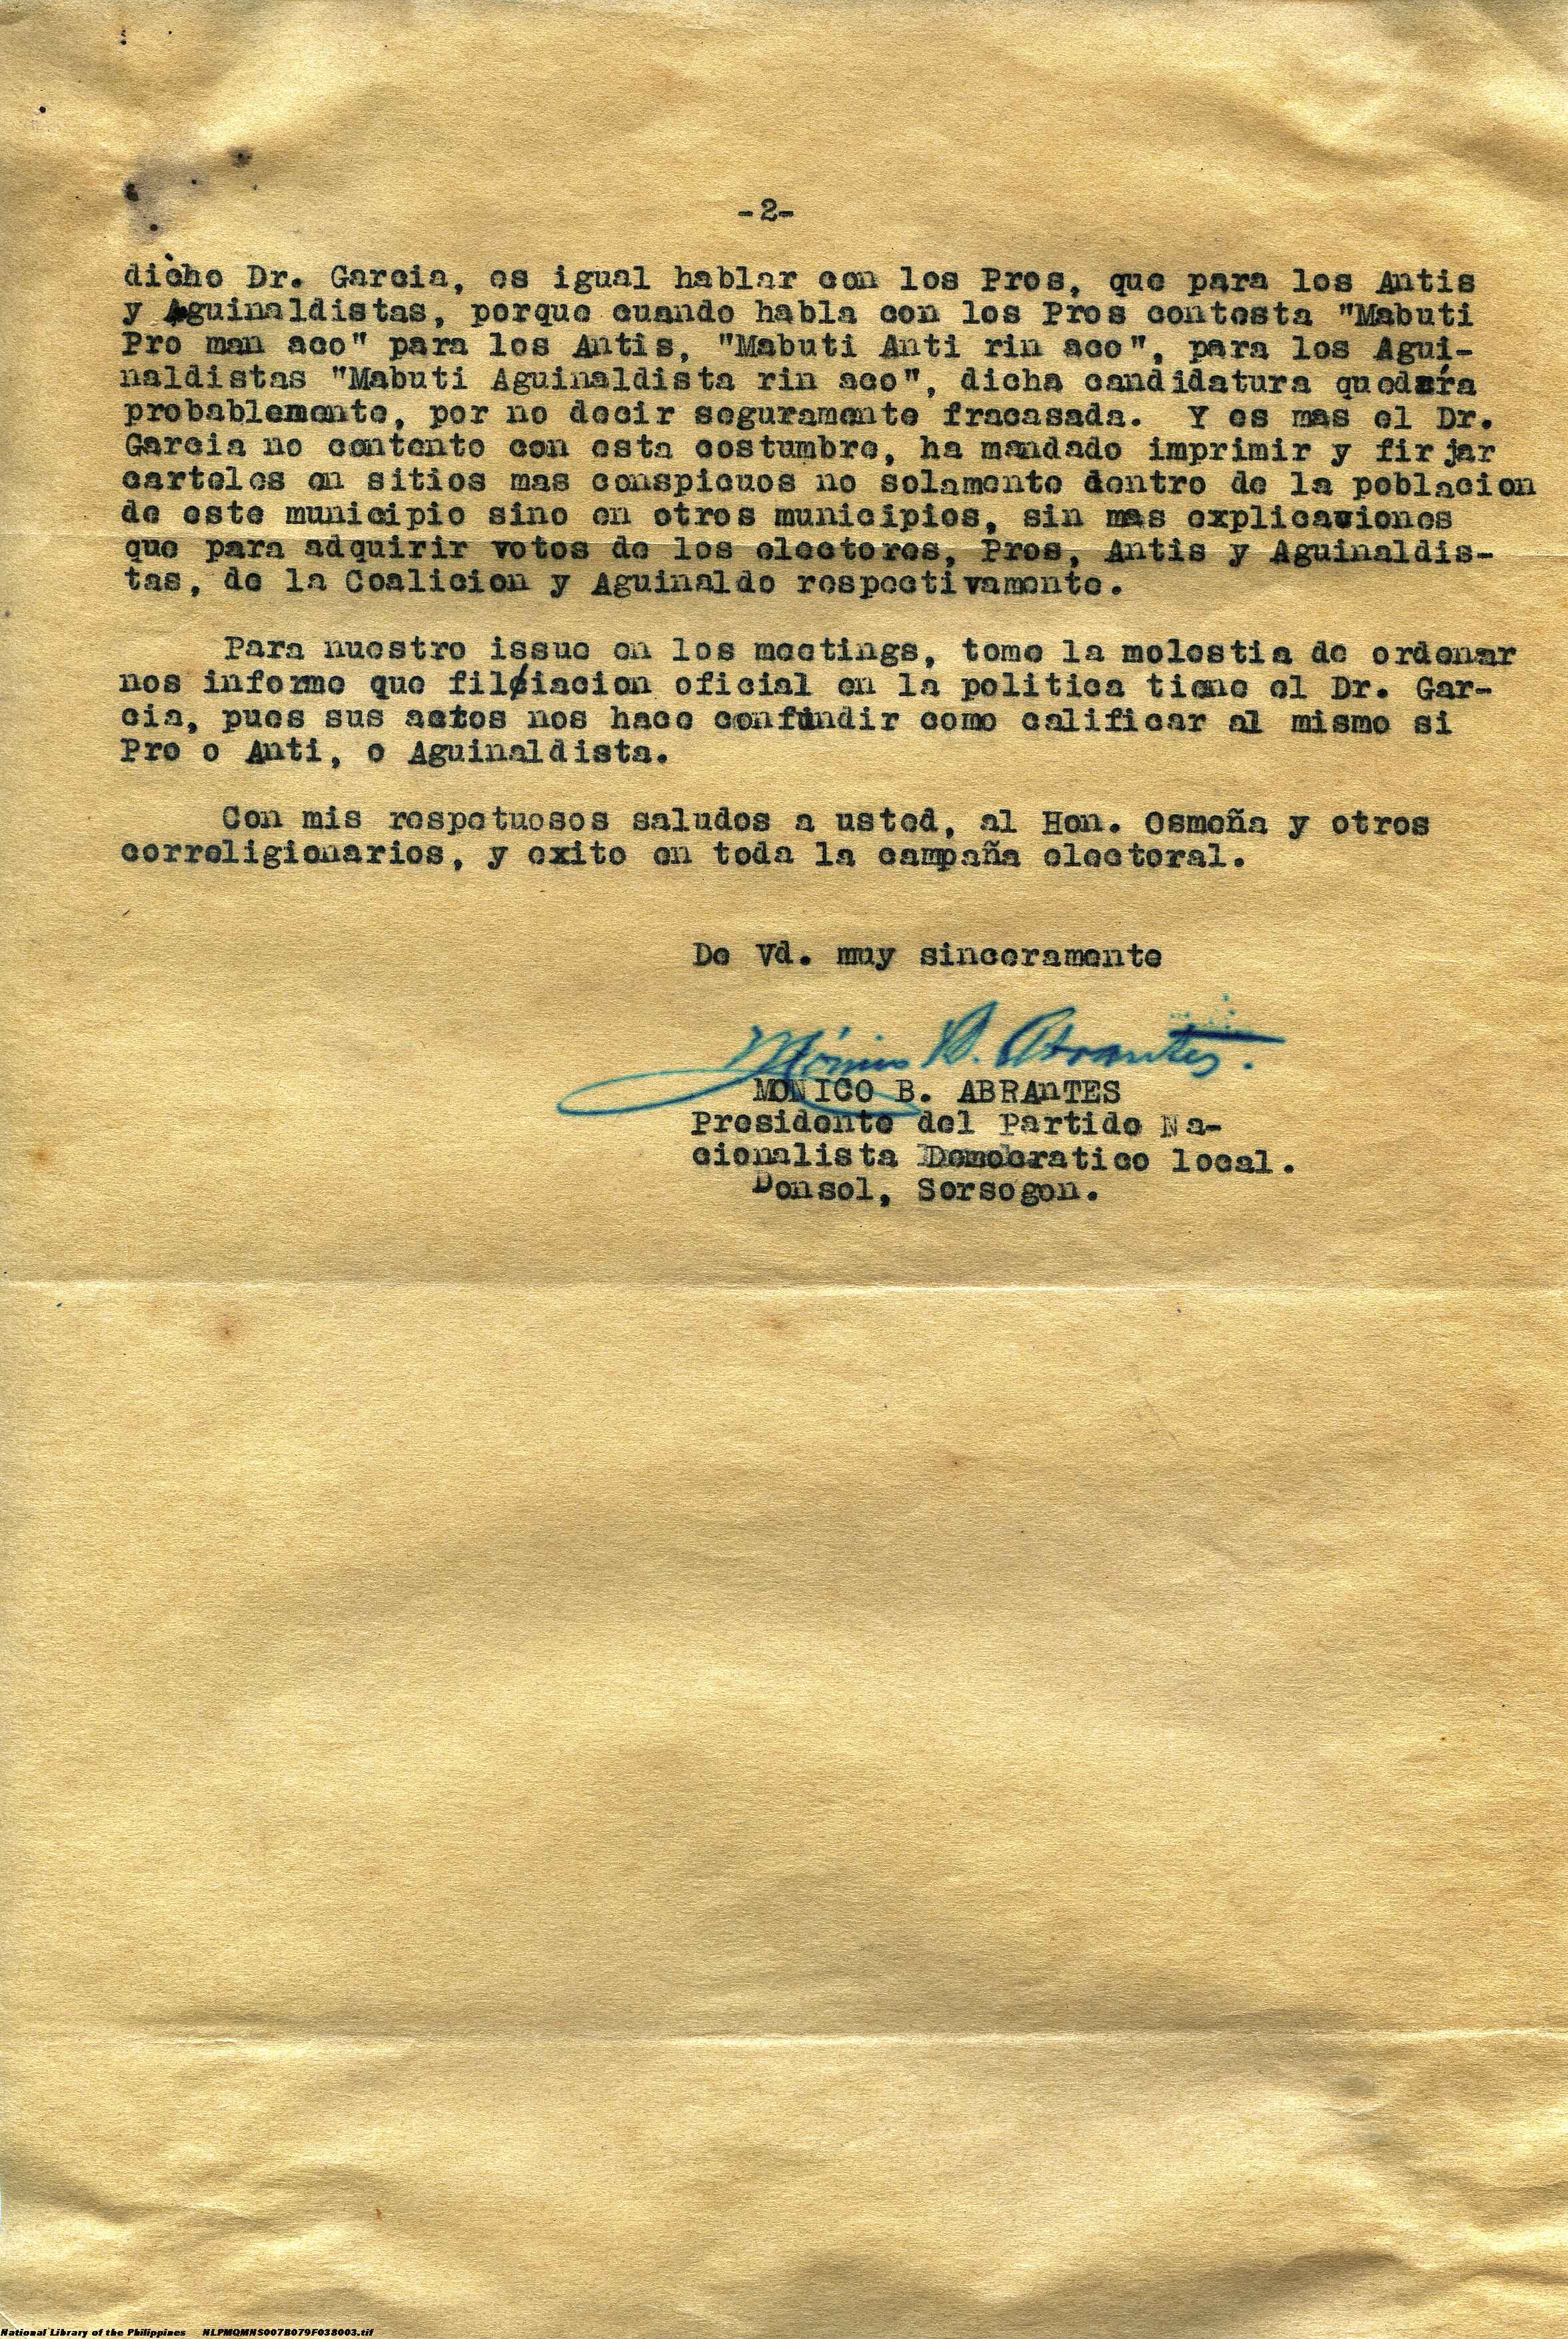 -2-
dicho Dr. Garcia, es igual hablar con los Pros, que para los Antis
y Aguinaldistas, porque cuando habla con los Pros contesta "Mabuti
Pro man aco" para los Antis, "Mabuti Anti rin aco", para los Agui-
naldistas "Mabuti Aguinaldista rin aco", dicha candidatura quedara
probablemente, por no decir seguramente fracasada. Y es mas el Dr.
Garcia no contento con esta costumbre, ha mandado imprimir y firjar
carteles en sitios mas conspicuos no solamente dentro de la poblacion
de este municipio sino en otros municipios, sin mas explicaciones
que para adquirir votos de los electores, Pros, Antis y Aguinaldis-
tas, de la Coalicion y Aguinaldo respectivamente.
Para nuestro issue en los meetings, tome la molestia de ordenar
nos informe que filiacion oficial en la politica tiene el Dr. Gar-
cia, pues sus actos nos hace confundir como calificar al mismo si
Pro o Anti, o Aguinaldista.
Con mis respetuosos saludos a usted, al Hon. Osmeña y otros
correligionarios, y exito en toda la campaña electoral.
De Vd. muy sinceramente
Mónico B. Abrantes.
MONICO B. ABRAnTES
Presidente del Partido Na-
cionalista Democratico local.
Donsol, Sorsogon.
National Library of the Philippines NLPMQMNS007B079F038003.tif